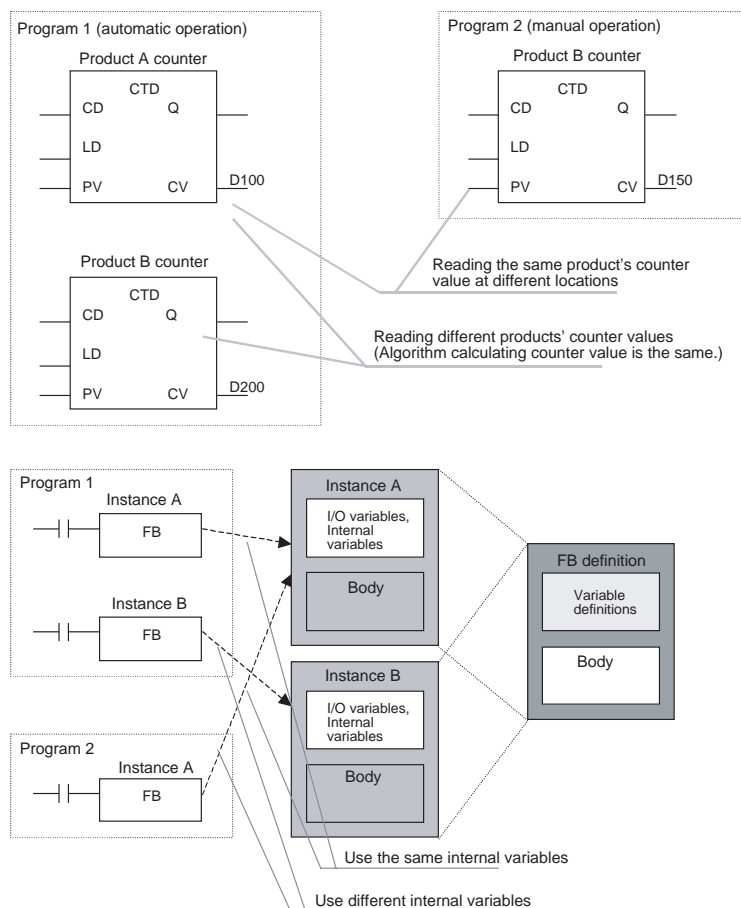 Program 1 (automatic operation)
Product A counter
CTD
CD Q
LD
PV CV D100
Product B counter
CTD
CD Q
LD
PV CV D200
Program 2 (manual operation)
Product B counter
CTD
CD Q
LD
PV CV D150
Reading the same product's counter
value at different locations
Reading different products' counter values
(Algorithm calculating counter value is the same.)
Program 1
Instance A
FB
Instance B
FB
Program 2
Instance A
FB
Instance A
I/O variables,
Internal
variables
Body
Instance B
I/O variables,
Internal
variables
Body
FB definition
Variable
definitions
Body
Use the same internal variables
Use different internal variables